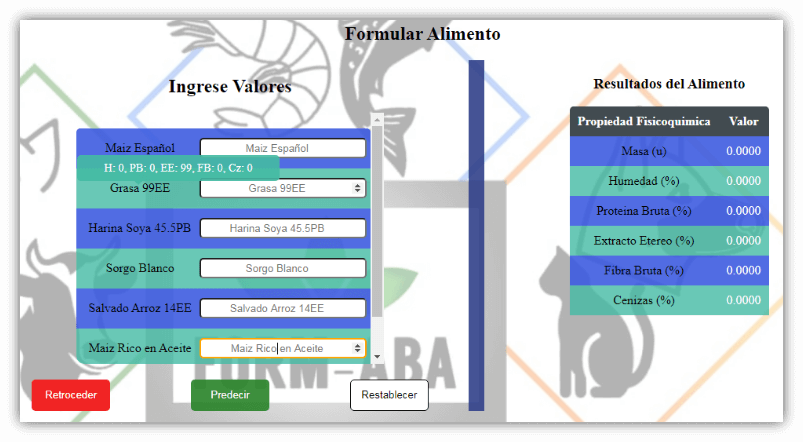 Formular Alimento
Ingrese Valores
Maiz Español Maiz Español
H: 0, PB: 0, EE: 99, FB: 0, Cz: 0
Grasa 99EE Grasa 99EE
Harina Soya 45.5PB Harina Soya 45.5PB
Sorgo Blanco Sorgo Blanco
Salvado Arroz 14EE Salvado Arroz 14EE
Maiz Rico en Aceite Maiz Rico en Aceite
FORM-ABA
Retroceder Predecir Restablecer
Resultados del Alimento
Propiedad Fisicoquimica Valor
Masa (u) 0.0000
Humedad (%) 0.0000
Proteina Bruta (%) 0.0000
Extracto Etereo (%) 0.0000
Fibra Bruta (%) 0.0000
Cenizas (%) 0.0000